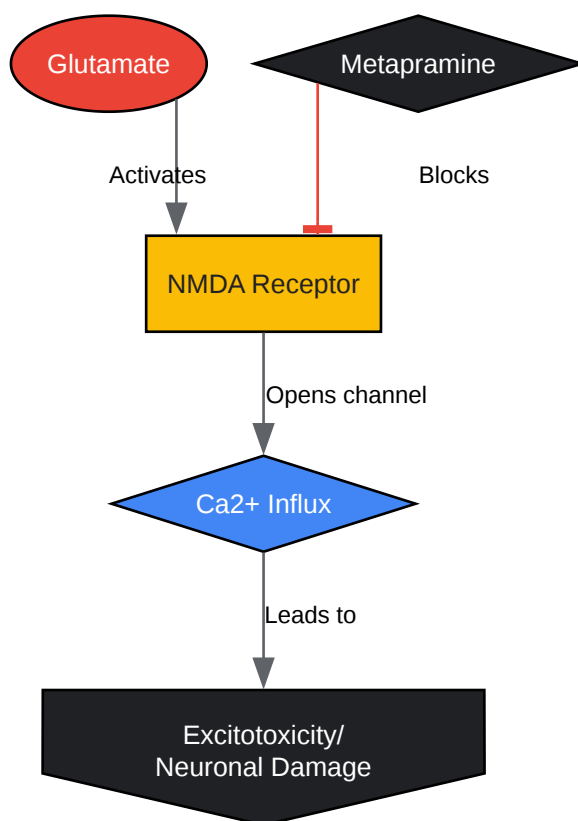 Glutamate
Metapramine
Activates
Blocks
NMDA Receptor
Opens channel
Ca2+ Influx
Leads to
Excitotoxicity/
Neuronal Damage